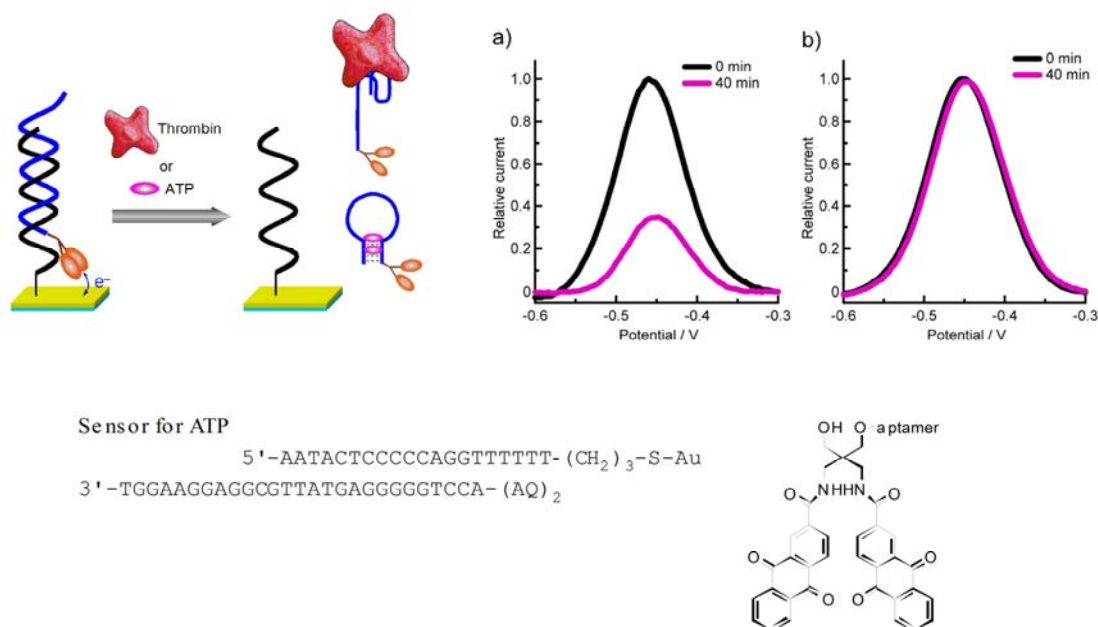 Thrombin
or
ATP
e⁻
a)
0 min
40 min
1.0
0.8
0.6
0.4
0.2
0
Relative current
-0.6
-0.5
-0.4
-0.3
Potential / V
b)
0 min
40 min
1.0
0.8
0.6
0.4
0.2
0
Relative current
-0.6
-0.5
-0.4
-0.3
Potential / V
Sensor for ATP
5'-AATACTCCCCCAGGTTTTTT-(CH₂)₃-S-Au
3'-TGGAAGGAGGCGTTATGAGGGGGTCCA-(AQ)₂
OH O aptamer
O NHHN O
O O
O O